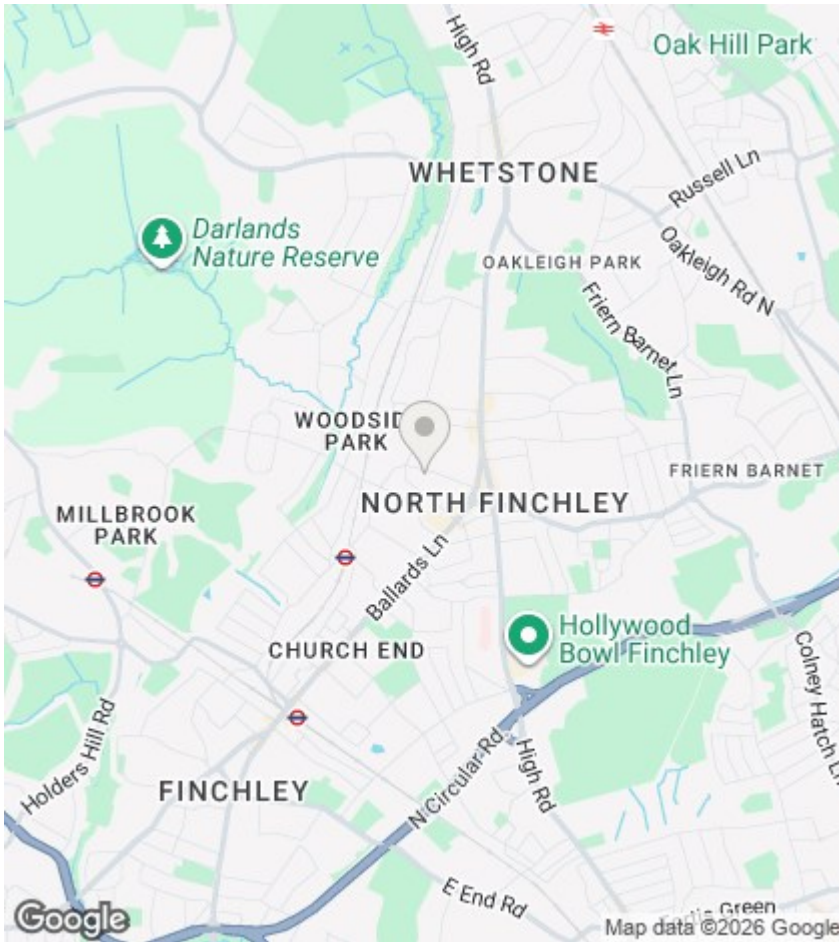 High Rd
Oak Hill Park
WHETSTONE
Russell Ln
Darlands
Nature Reserve
OAKLEIGH PARK
Oakleigh Rd N
Friern Barnet Ln
WOODSID
PARK
FRIERN BARNET
NORTH FINCHLEY
MILLBROOK
PARK
Ballards Ln
Hollywood
Bowl Finchley
CHURCH END
Colney Hatch Ln
Holders Hill Rd
N Circular Rd
High Rd
FINCHLEY
E End Rd
Green
Google
Map data ©2026 Google